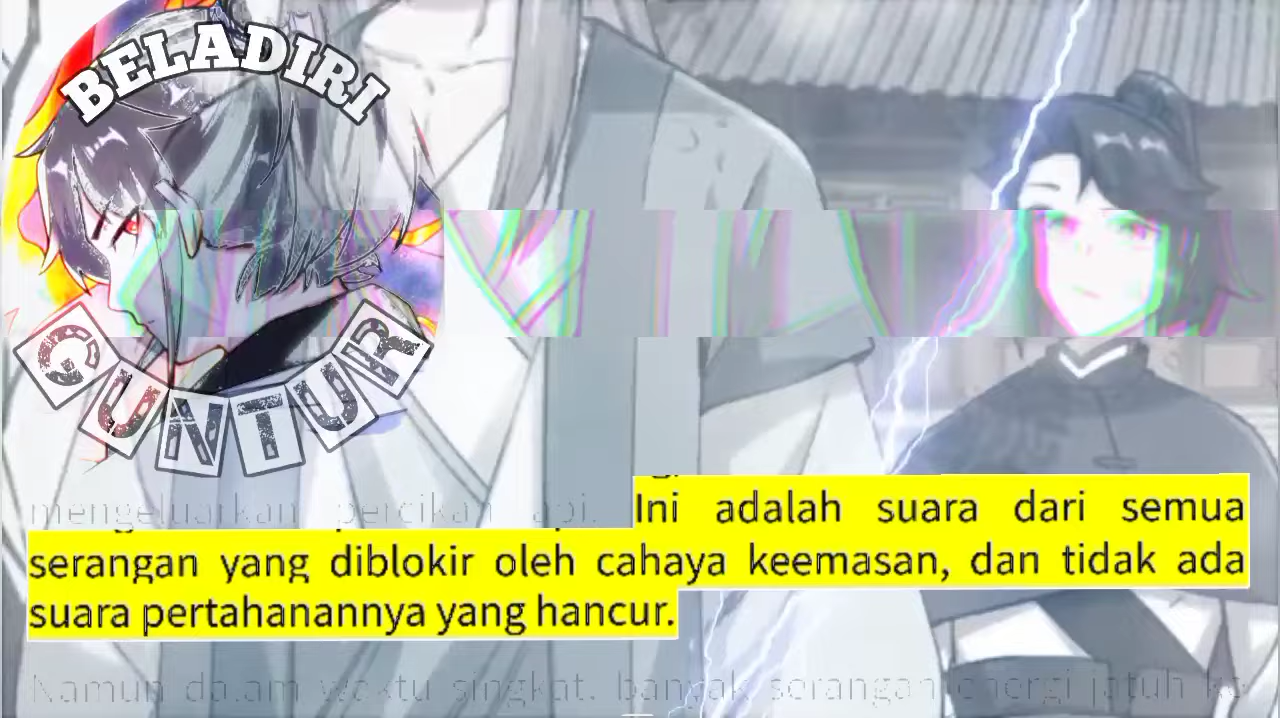 BELADIRI
GUNTUR
mengeluarkan percikan api. Ini adalah suara dari semua
serangan yang diblokir oleh cahaya keemasan, dan tidak ada
suara pertahanannya yang hancur.
Namun dalam waktu singkat, banyak serangan energi jatuh ke